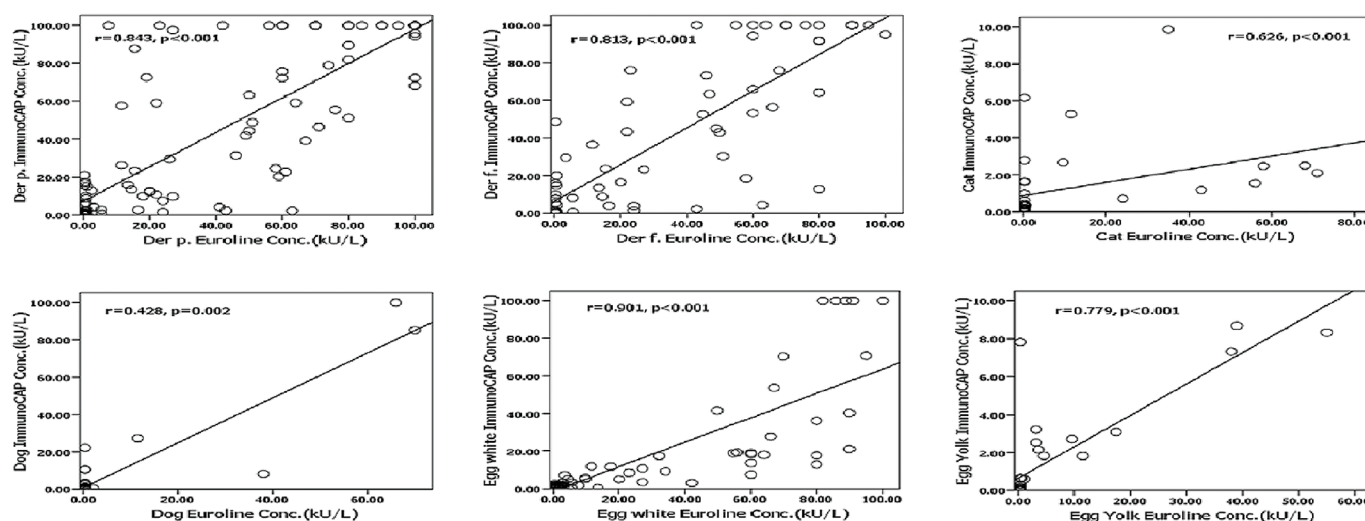 r=0.843, p<0.001
Der p. ImmunoCAP Conc.(kU/L)
100.00
80.00
60.00
40.00
20.00
0.00
0.00 20.00 40.00 60.00 80.00 100.00
Der p. Euroline Conc.(kU/L)
r=0.813, p<0.001
Der f. ImmunoCAP Conc.(kU/L)
100.00
80.00
60.00
40.00
20.00
0.00
0.00 20.00 40.00 60.00 80.00 100.00
Der f. Euroline Conc.(kU/L)
r=0.626, p<0.001
Cat ImmunoCAP Conc.(kU/L)
10.00
8.00
6.00
4.00
2.00
0.00
0.00 20.00 40.00 60.00 80.00
Cat Euroline Conc.(kU/L)
r=0.428, p=0.002
Dog ImmunoCAP Conc.(kU/L)
100.00
80.00
60.00
40.00
20.00
0.00
0.00 20.00 40.00 60.00
Dog Euroline Conc.(kU/L)
r=0.901, p<0.001
Egg white ImmunoCAP Conc.(kU/L)
100.00
80.00
60.00
40.00
20.00
0.00
0.00 20.00 40.00 60.00 80.00 100.00
Egg white Euroline Conc.(kU/L)
r=0.779, p<0.001
Egg Yolk ImmunoCAP Conc.(kU/L)
10.00
8.00
6.00
4.00
2.00
0.00
0.00 10.00 20.00 30.00 40.00 50.00 60.00
Egg Yolk Euroline Conc.(kU/L)